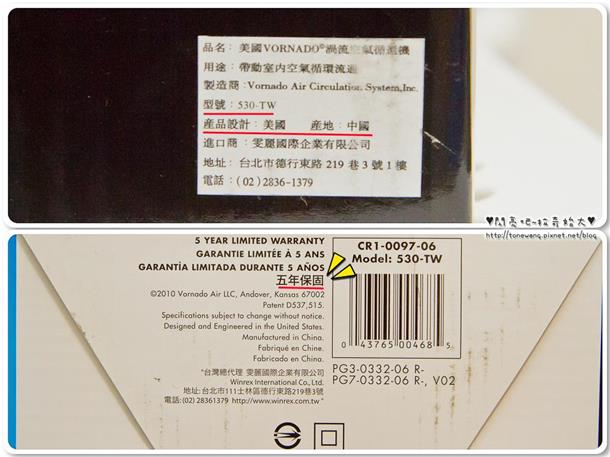 品名：美國VORNADO®渦流空氣循環機
用途：帶動室內空氣循環流通
製造商：Vornado Air Circulation System,Inc.
型號：530-TW
產品設計：美國 產地：中國
進口商：雯麗國際企業有限公司
地址：台北市德行東路 219 巷 3 號 1 樓
電話：(02) 2836-1379
http://tonewang.pixnet.net/blog
5 YEAR LIMITED WARRANTY
GARANTIE LIMITÉE À 5 ANS
GARANTÍA LIMITADA DURANTE 5 AÑOS
五年保固
©2010 Vornado Air LLC, Andover, Kansas 67002
Patent D537,515.
Specifications subject to change without notice.
Designed and Engineered in the United States.
Manufactured in China.
Fabriqué en China.
Fabricado en China.
"台灣總代理 雯麗國際企業有限公司
Winrex International Co., Ltd.
地址: 台北市111士林區德行東路219巷3號1樓
電話: (02) 28361379 http://www.winrex.com.tw"
CR1-0097-06
Model: 530-TW
0 43765 00468 5
PG3-0332-06 R-
PG7-0332-06 R-, V02